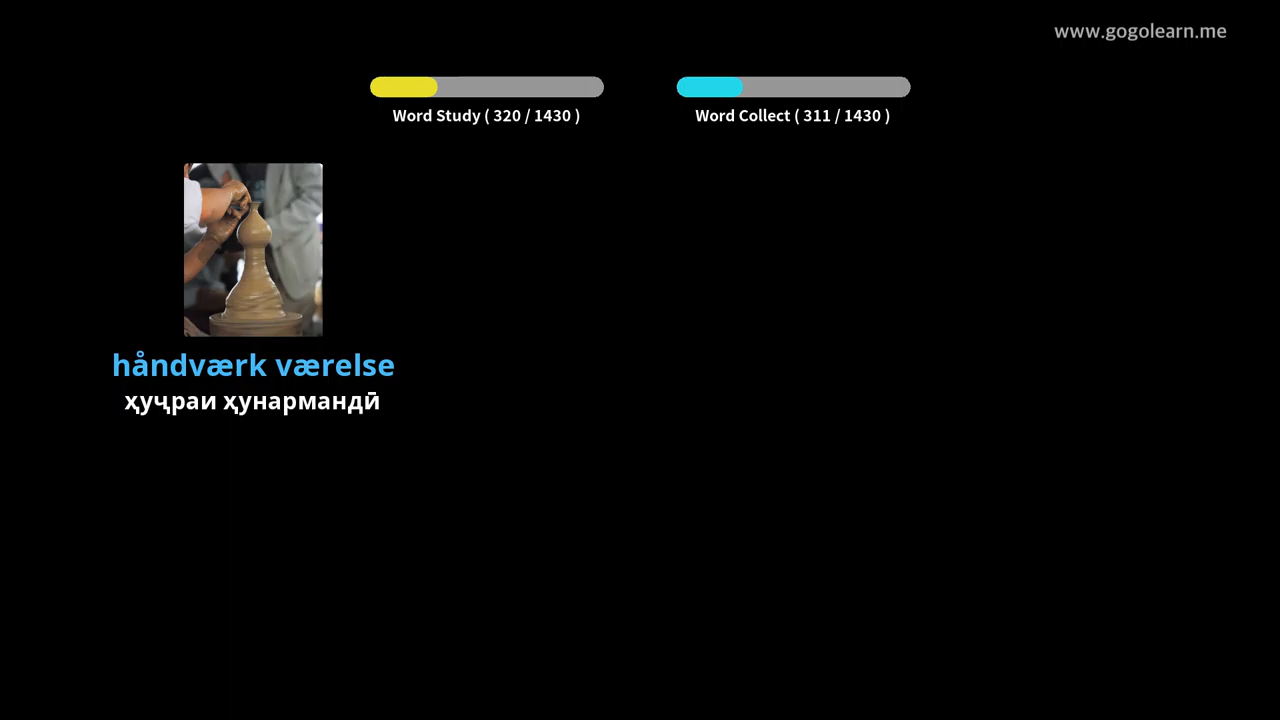 www.gogolearn.me
Word Study ( 320 / 1430 )
Word Collect ( 311 / 1430 )
håndværk værelse
ҳуҷраи ҳунармандӣ